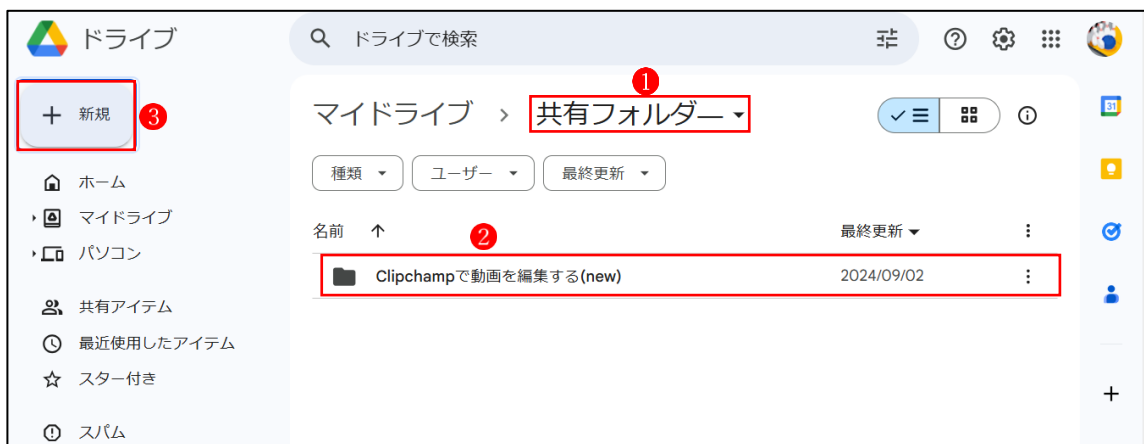 ドライブ
ドライブで検索
1
マイドライブ > 共有フォルダー
+ 新規
3
31
種類 ユーザー 最終更新
ホーム
マイドライブ
名前 ↑
2
最終更新
パソコン
Clipchampで動画を編集する(new) 2024/09/02
共有アイテム
最近使用したアイテム
スター付き
スパム